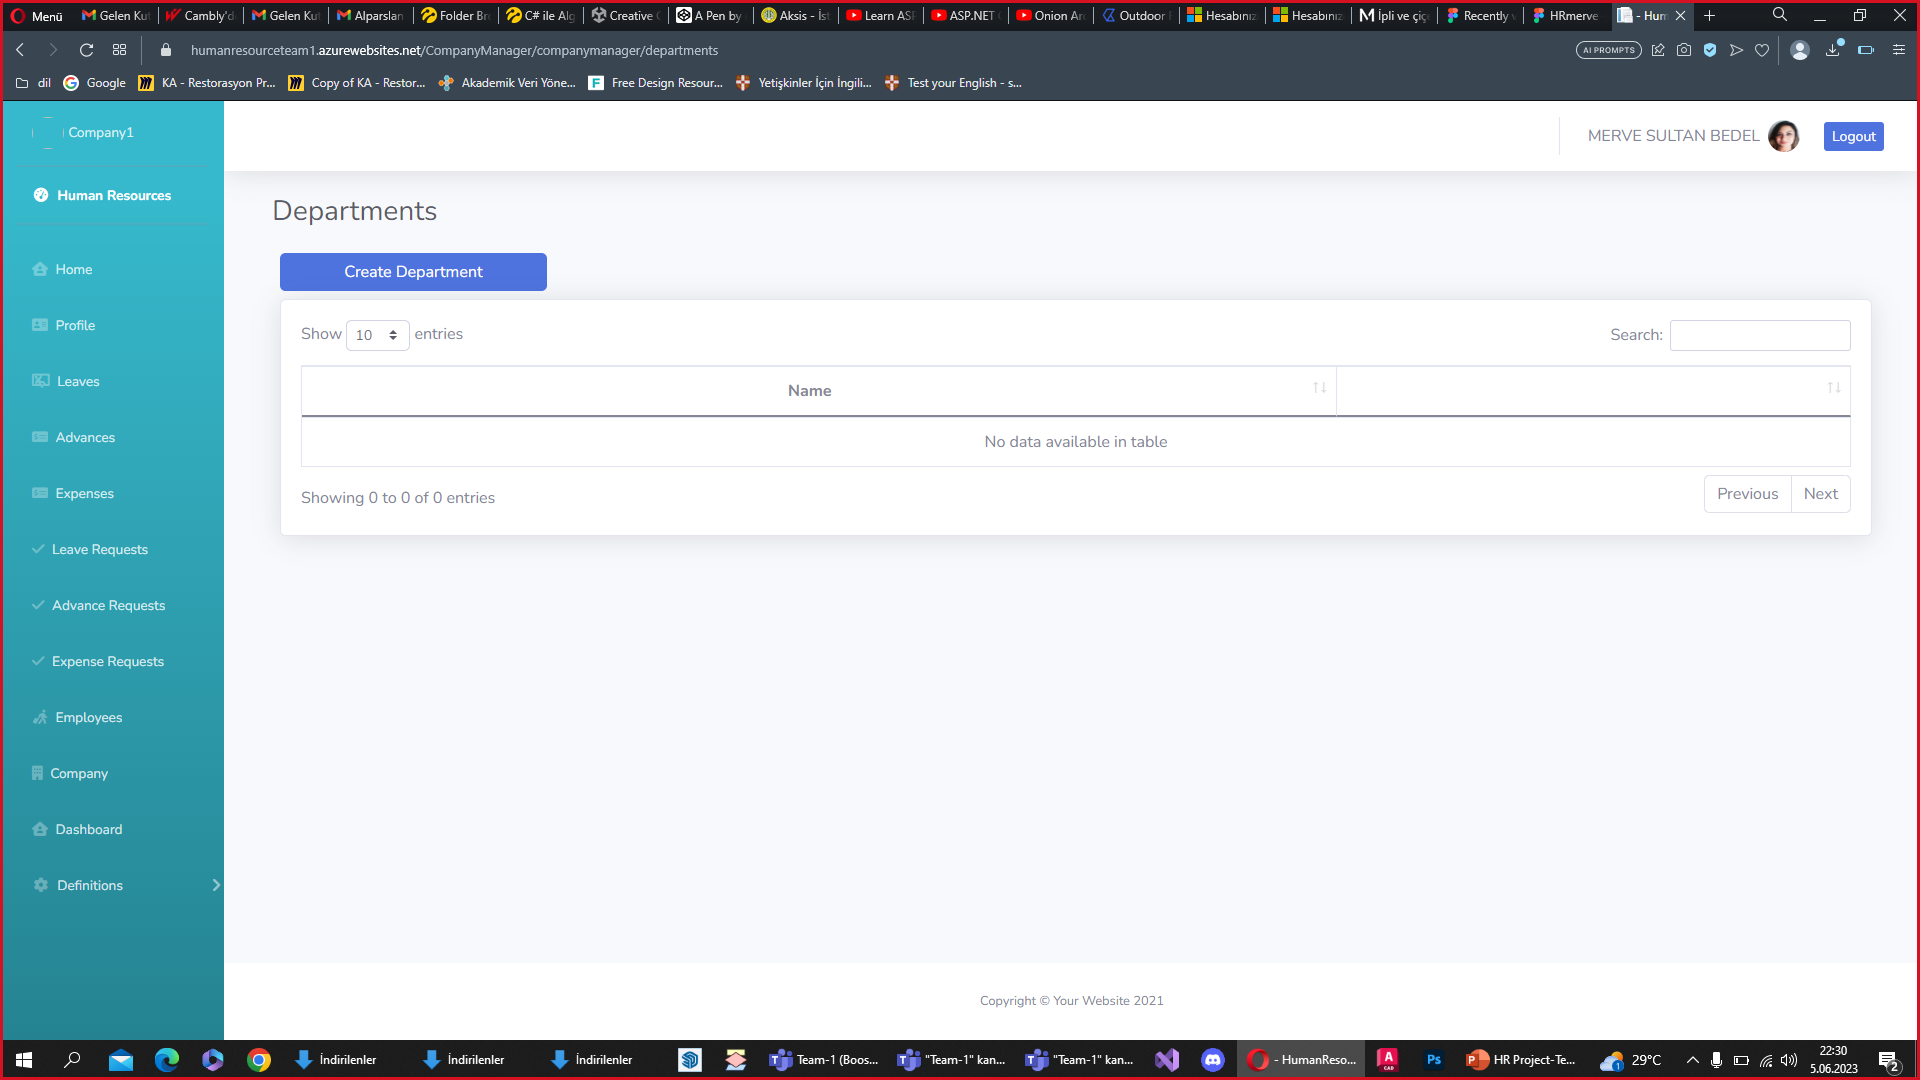 Menü
Gelen Kut
Cambly'd
Gelen Kut
Alparslan
Folder Bre
C# ile Alg
Creative C
A Pen by
Aksis - İst
Learn ASP
ASP.NET C
Onion Arc
Outdoor F
Hesabınız
Hesabınız
İpli ve çiç
Recently v
HRmerve
- Hum
humanresourceteam1.azurewebsites.net/CompanyManager/companymanager/departments
AI PROMPTS
dil
Google
KA - Restorasyon Pr...
Copy of KA - Restor...
Akademik Veri Yöne...
Free Design Resour...
Yetişkinler İçin İngili...
Test your English - s...
Company1
MERVE SULTAN BEDEL
Logout
Human Resources
Home
Profile
Leaves
Advances
Expenses
Leave Requests
Advance Requests
Expense Requests
Employees
Company
Dashboard
Definitions
Departments
Create Department
Show 10 entries
Search:
Name
No data available in table
Showing 0 to 0 of 0 entries
Previous
Next
Copyright © Your Website 2021
İndirilenler
İndirilenler
İndirilenler
Team-1 (Boos...
"Team-1" kan...
"Team-1" kan...
- HumanReso...
HR Project-Te...
29°C
22:30
5.06.2023
2